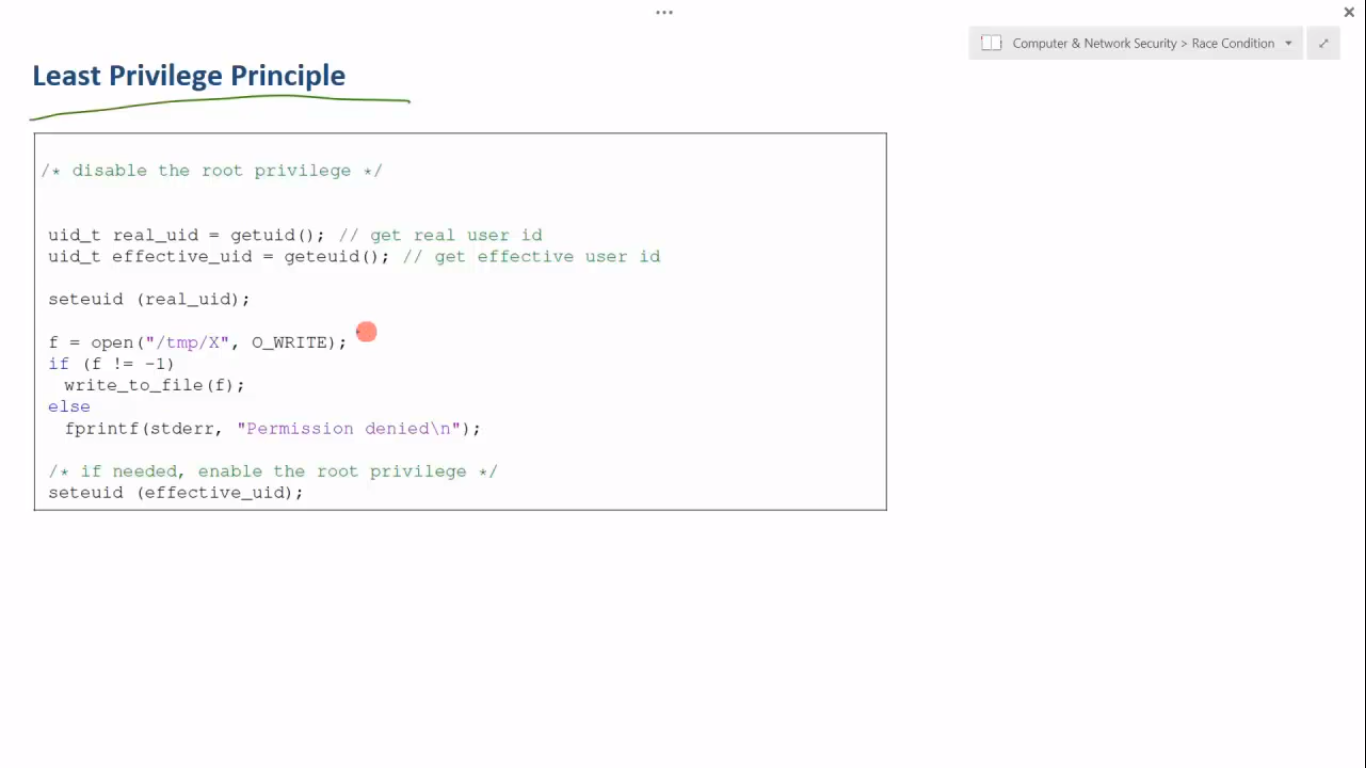 Computer & Network Security > Race Condition
Least Privilege Principle
/* disable the root privilege */
uid_t real_uid = getuid(); // get real user id
uid_t effective_uid = geteuid(); // get effective user id
seteuid (real_uid);
f = open("/tmp/X", O_WRITE);
if (f != -1)
write_to_file(f);
else
fprintf(stderr, "Permission denied\n");
/* if needed, enable the root privilege */
seteuid (effective_uid);